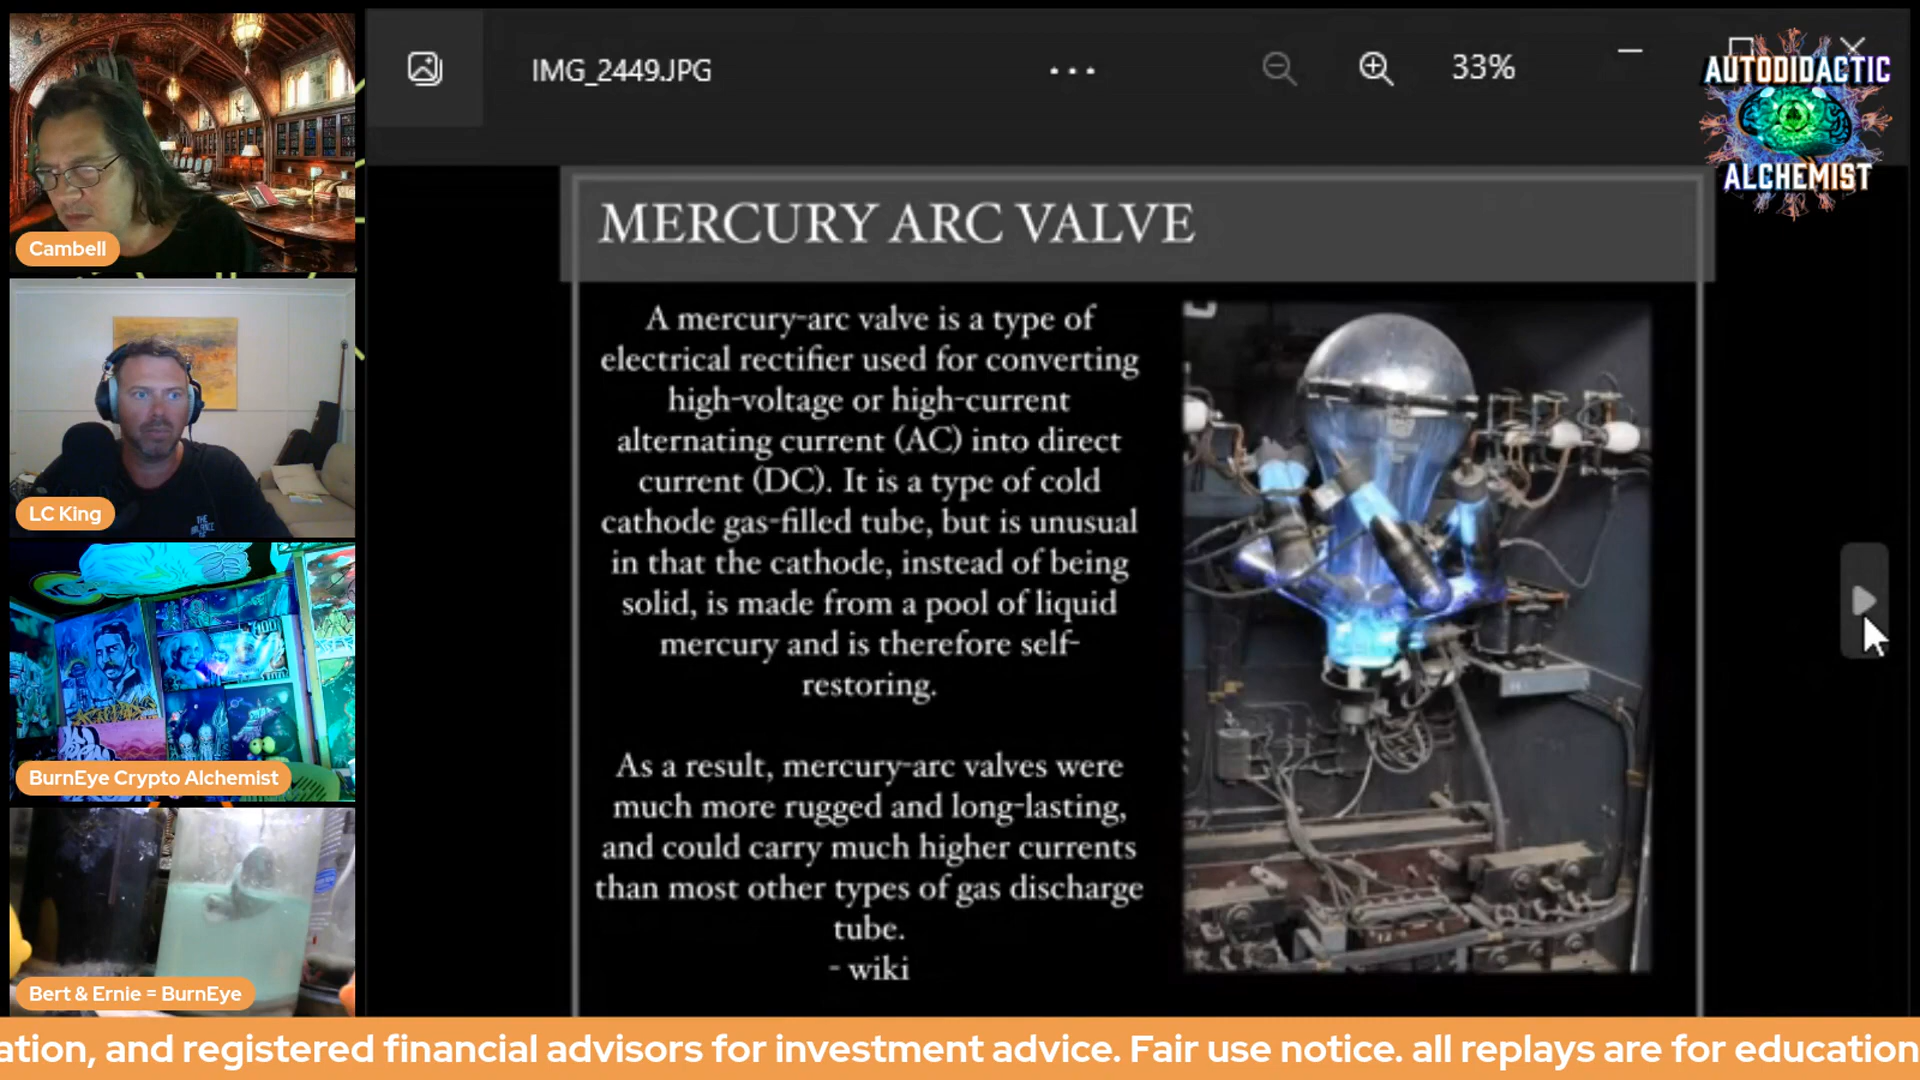 IMG_2449.JPG
33%
AUTODIDACTIC
ALCHEMIST
MERCURY ARC VALVE
A mercury-arc valve is a type of
electrical rectifier used for converting
high-voltage or high-current
alternating current (AC) into direct
current (DC). It is a type of cold
cathode gas-filled tube, but is unusual
in that the cathode, instead of being
solid, is made from a pool of liquid
mercury and is therefore self-
restoring.
As a result, mercury-arc valves were
much more rugged and long-lasting,
and could carry much higher currents
than most other types of gas discharge
tube.
- wiki
Cambell
LC King
THE
BurnEye Crypto Alchemist
Bert & Ernie = BurnEye
ation, and registered financial advisors for investment advice. Fair use notice. all replays are for education